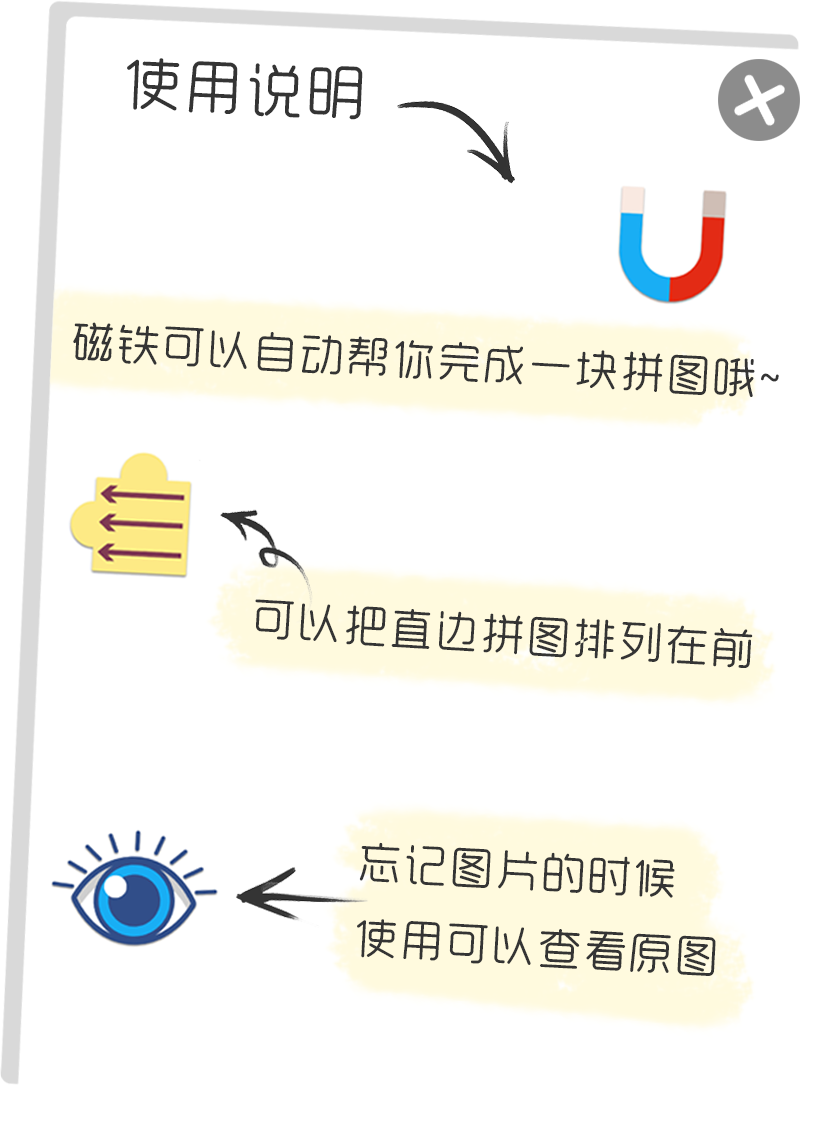 使用说明
磁铁可以自动帮你完成一块拼图哦~
可以把直边拼图排列在前
忘记图片的时候
使用可以查看原图